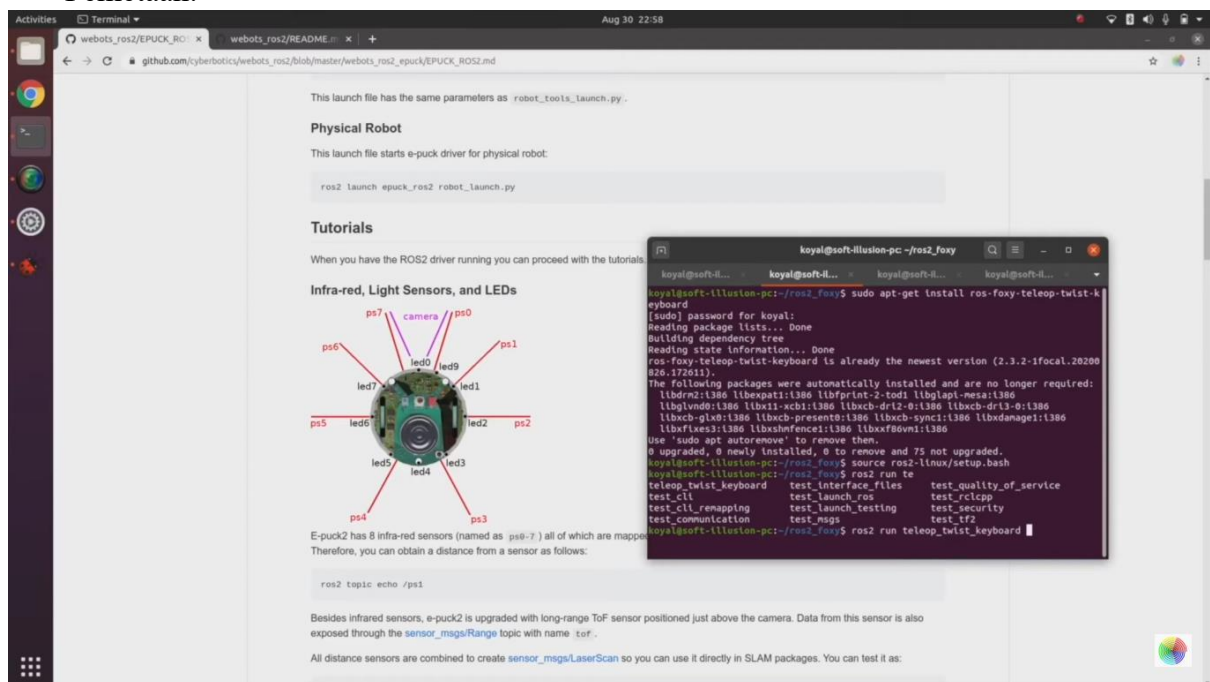 Activities
Terminal
Aug 30 22:58
webots_ros2/EPUCK_RO
webots_ros2/README.m
github.com/cyberbotics/webots_ros2/blob/master/webots_ros2_epuck/EPUCK_ROS2.md
This launch file has the same parameters as robot_tools_launch.py.
Physical Robot
This launch file starts e-puck driver for physical robot:
ros2 launch epuck_ros2 robot_launch.py
Tutorials
When you have the ROS2 driver running you can proceed with the tutorials.
Infra-red, Light Sensors, and LEDs
ps7
camera
ps0
ps6
ps1
led0
led9
led7
led1
ps5
led6
led2
ps2
led5
led4
led3
ps4
ps3
E-puck2 has 8 infra-red sensors (named as ps0-7 ) all of which are mappe
Therefore, you can obtain a distance from a sensor as follows:
ros2 topic echo /ps1
Besides infrared sensors, e-puck2 is upgraded with long-range ToF sensor positioned just above the camera. Data from this sensor is also
exposed through the sensor_msgs/Range topic with name tof .
All distance sensors are combined to create sensor_msgs/LaserScan so you can use it directly in SLAM packages. You can test it as:
koyal@soft-illusion-pc: ~/ros2_foxy
koyal@soft-il...
koyal@soft-il...
koyal@soft-il...
koyal@soft-il...
koyal@soft-illusion-pc:~/ros2_foxy$ sudo apt-get install ros-foxy-teleop-twist-k
eyboard
[sudo] password for koyal:
Reading package lists... Done
Building dependency tree
Reading state information... Done
ros-foxy-teleop-twist-keyboard is already the newest version (2.3.2-1focal.20200
826.172611).
The following packages were automatically installed and are no longer required:
libdrm2:i386 libexpat1:i386 libfprint-2-tod1 libglapi-mesa:i386
libglvnd0:i386 libx11-xcb1:i386 libxcb-dri2-0:i386 libxcb-dri3-0:i386
libxcb-glx0:i386 libxcb-present0:i386 libxcb-sync1:i386 libxdamage1:i386
libxfixes3:i386 libxshmfence1:i386 libxxf86vm1:i386
Use 'sudo apt autoremove' to remove them.
0 upgraded, 0 newly installed, 0 to remove and 75 not upgraded.
koyal@soft-illusion-pc:~/ros2_foxy$ source ros2-linux/setup.bash
koyal@soft-illusion-pc:~/ros2_foxy$ ros2 run te
teleop_twist_keyboard test_interface_files test_quality_of_service
test_cli test_launch_ros test_rclcpp
test_cli_remapping test_launch_testing test_security
test_communication test_msgs test_tf2
koyal@soft-illusion-pc:~/ros2_foxy$ ros2 run teleop_twist_keyboard